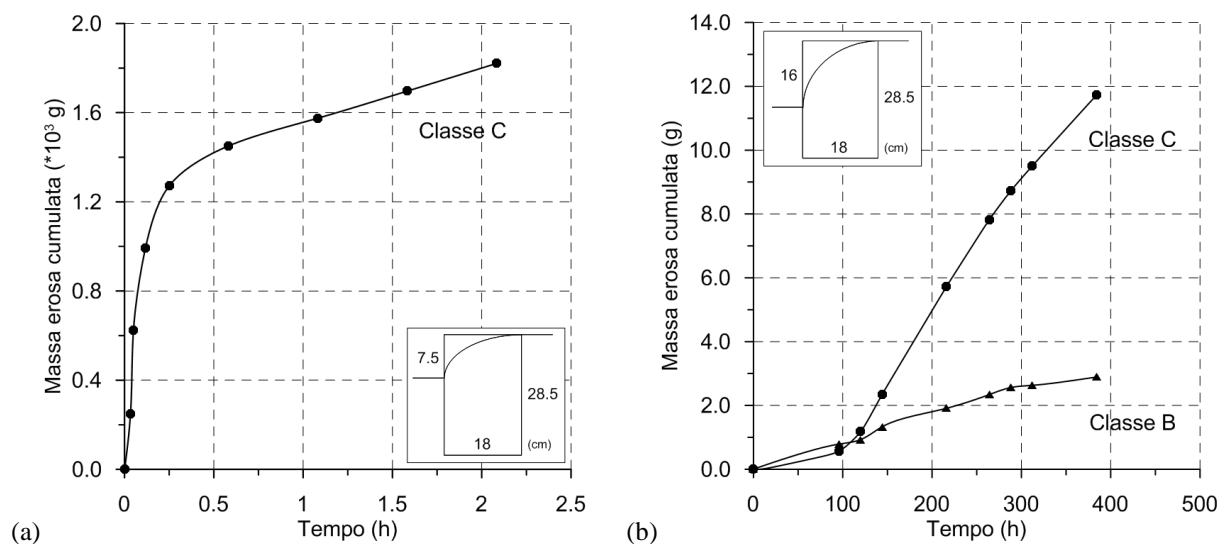 Massa erosa cumulata (*10³ g)
2.0
1.6
1.2
0.8
0.4
0.0
Classe C
7.5
28.5
18
(cm)
0 0.5 1 1.5 2 2.5
Tempo (h)
(a)
Massa erosa cumulata (g)
14.0
12.0
10.0
8.0
6.0
4.0
2.0
0.0
16
28.5
18
(cm)
Classe C
Classe B
0 100 200 300 400 500
Tempo (h)
(b)